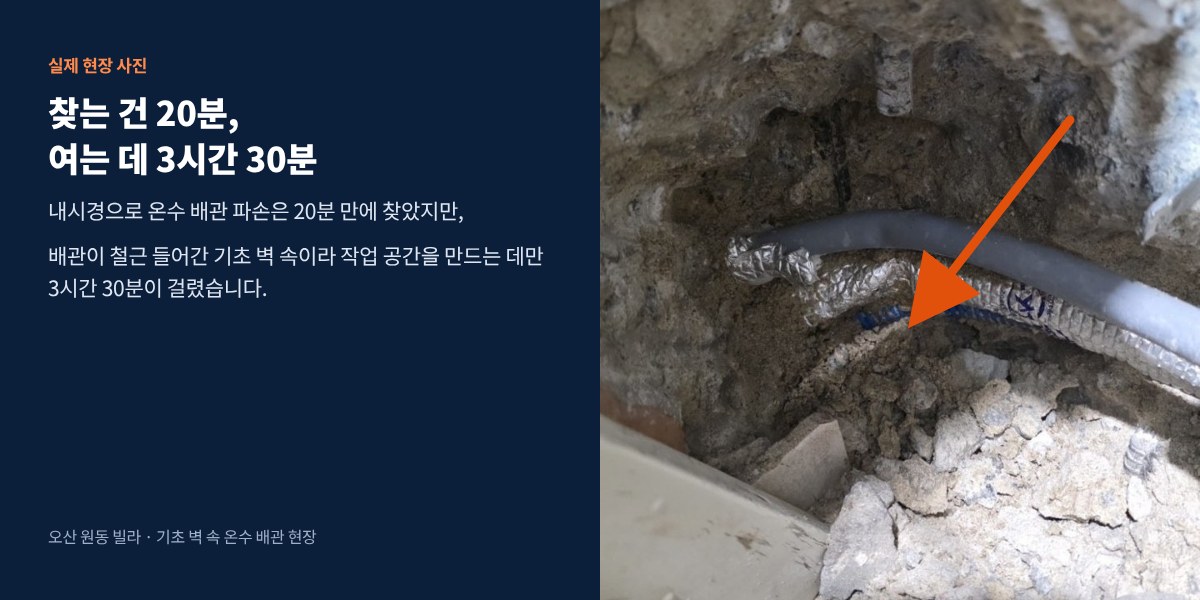 실제 현장 사진
찾는 건 20분,
여는 데 3시간 30분
내시경으로 온수 배관 파손은 20분 만에 찾았지만,
배관이 철근 들어간 기초 벽 속이라 작업 공간을 만드는 데만
3시간 30분이 걸렸습니다.
오산 원동 빌라 · 기초 벽 속 온수 배관 현장